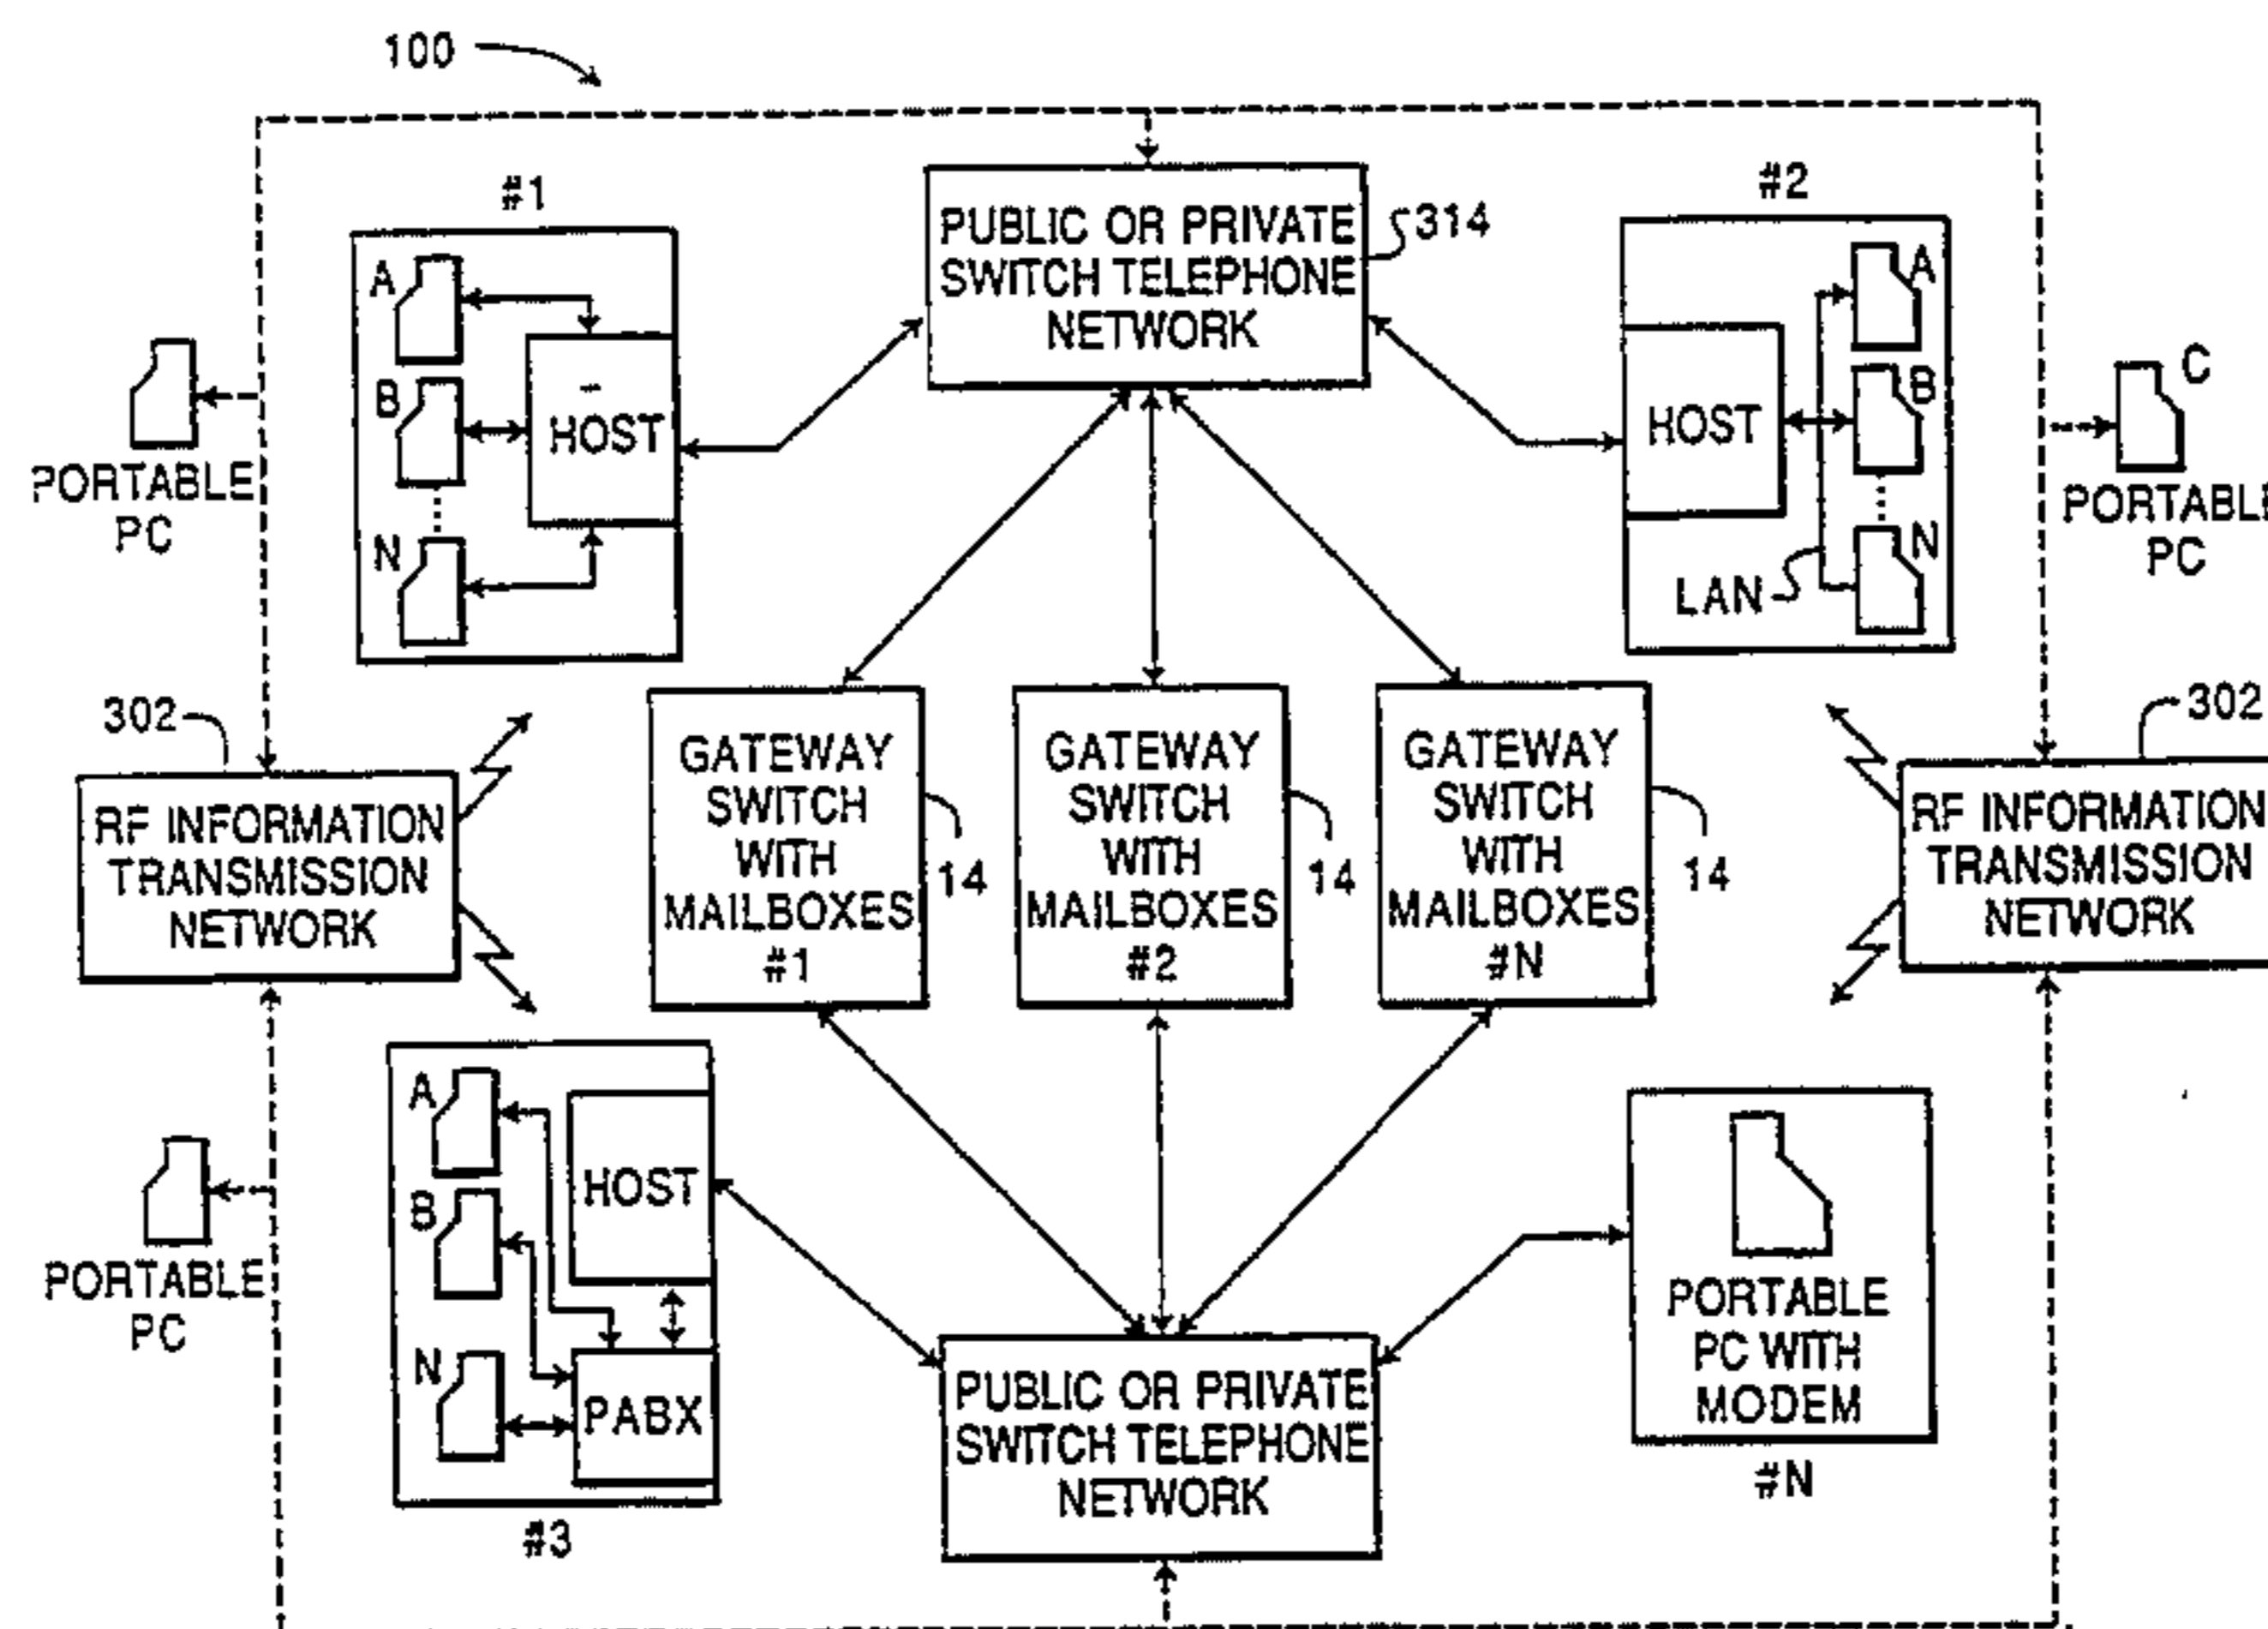 100
#1
A
B
N
HOST
PUBLIC OR PRIVATE
SWITCH TELEPHONE
NETWORK
314
#2
HOST
A
B
N
LAN
PORTABLE
PC
C
PORTABLE
PC
302
RF INFORMATION
TRANSMISSION
NETWORK
GATEWAY
SWITCH
WITH
MAILBOXES
#1
14
GATEWAY
SWITCH
WITH
MAILBOXES
#2
14
GATEWAY
SWITCH
WITH
MAILBOXES
#N
14
302
RF INFORMATION
TRANSMISSION
NETWORK
PORTABLE
PC
A
B
N
HOST
PABX
#3
PUBLIC OR PRIVATE
SWITCH TELEPHONE
NETWORK
PORTABLE
PC WITH
MODEM
#N